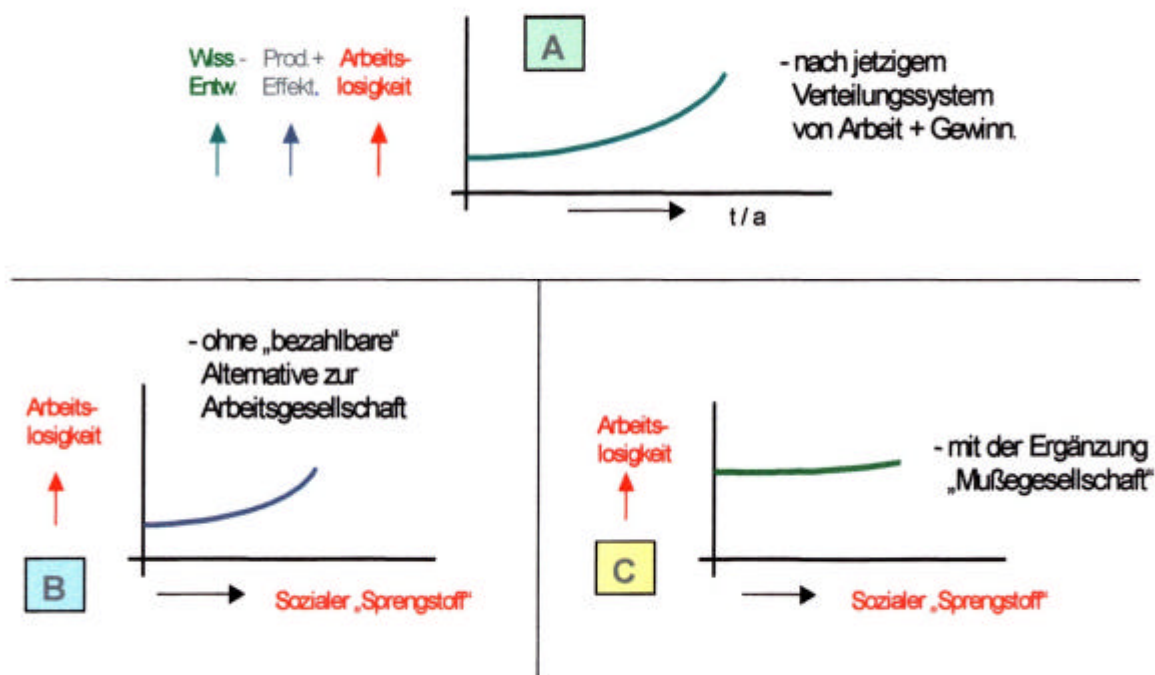 A
Wiss.- Prod.+ Arbeits-
Entw. Effekt. losigkeit
- nach jetzigem
Verteilungssystem
von Arbeit + Gewinn.
t / a
- ohne „bezahlbare“
Alternative zur
Arbeitsgesellschaft
Arbeits-
losigkeit
B
Sozialer „Sprengstoff“
Arbeits-
losigkeit
- mit der Ergänzung
„Mußegesellschaft“
C
Sozialer „Sprengstoff“